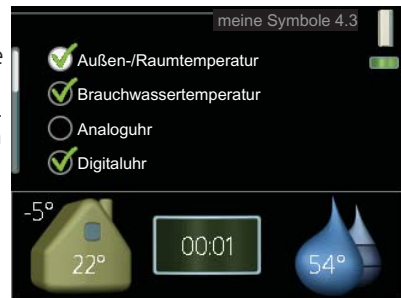 meine Symbole 4.3
Außen-/Raumtemperatur
Brauchwassertemperatur
Analoguhr
Digitaluhr
-5°
22°
00:01
54°